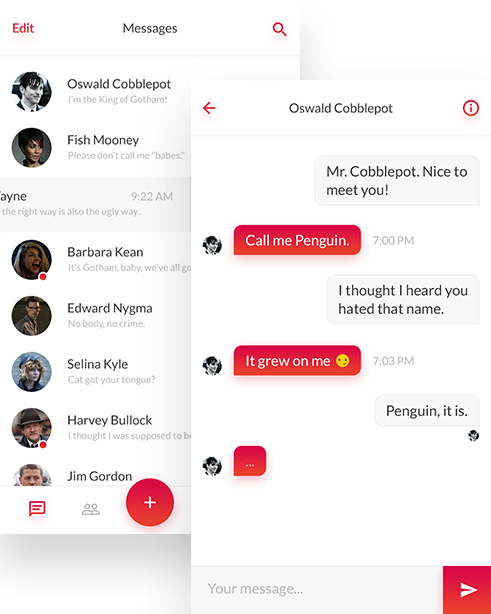 Edit
Messages
Oswald Cobblepot
I'm the King of Gotham!
Fish Mooney
Please don't call me "babes."
ayne
9:22 AM
the right way is also the ugly way..
Barbara Kean
It's Gotham, baby, we've all go
Edward Nygma
No body, no crime.
Selina Kyle
Cat got your tongue?
Harvey Bullock
I thought I was supposed to be
Jim Gordon
+
Oswald Cobblepot
Mr. Cobblepot. Nice to
meet you!
Call me Penguin.
7:00 PM
I thought I heard you
hated that name.
It grew on me 😏
7:03 PM
Penguin, it is.
...
Your message...